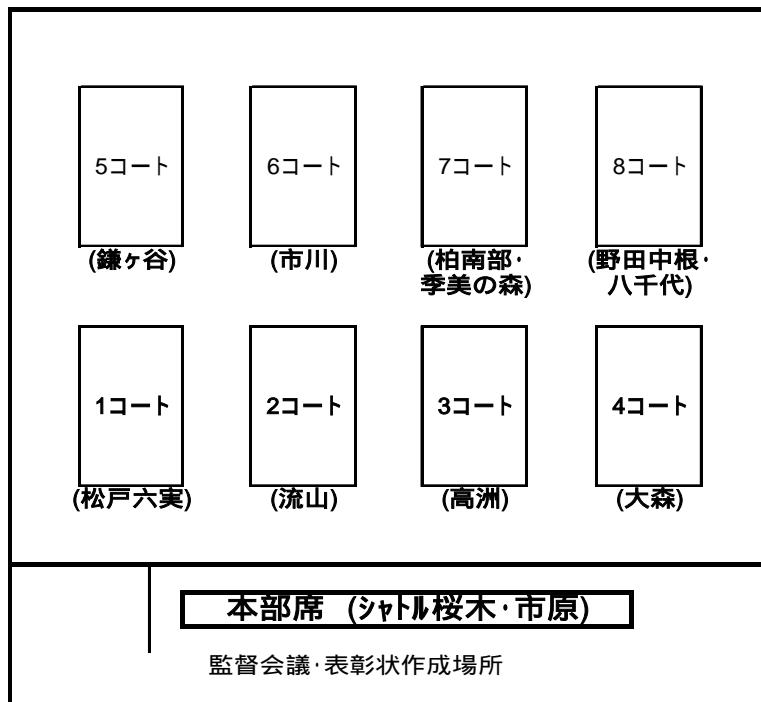 5コート
6コート
7コート
8コート
(鎌ヶ谷)
(市川)
(柏南部・
季美の森)
(野田中根・
八千代)
1コート
2コート
3コート
4コート
(松戸六実)
(流山)
(高洲)
(大森)
本部席 (ｼｬﾄﾙ桜木・市原)
監督会議・表彰状作成場所